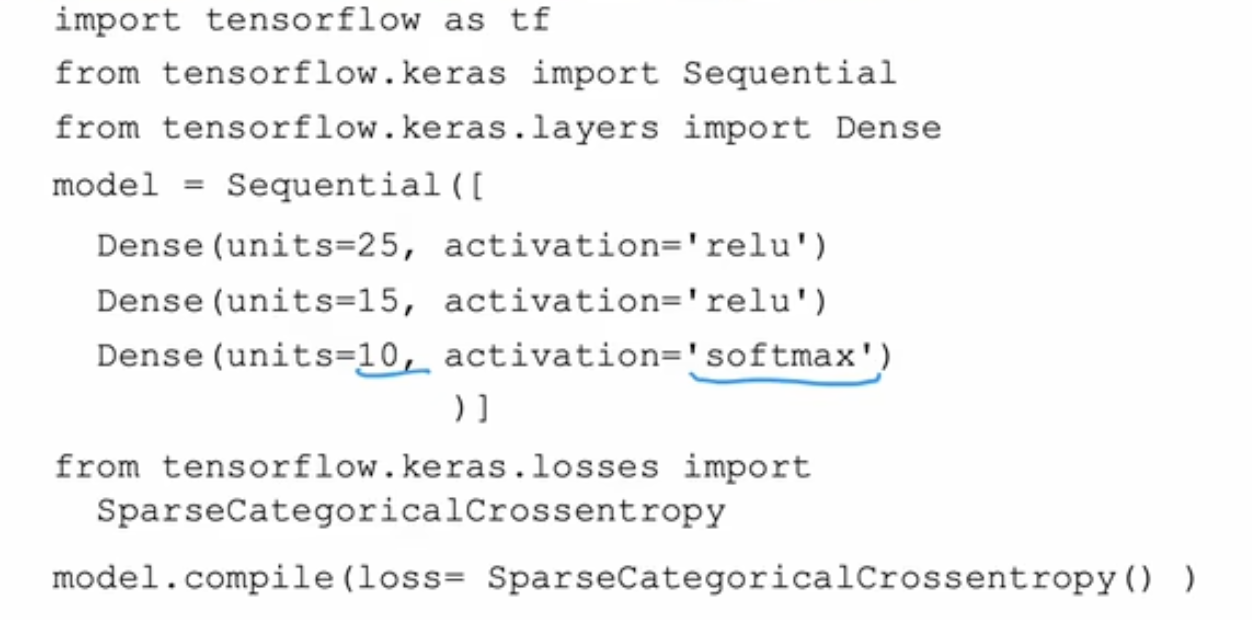 import tensorflow as tf
from tensorflow.keras import Sequential
from tensorflow.keras.layers import Dense
model = Sequential([
Dense(units=25, activation='relu')
Dense(units=15, activation='relu')
Dense(units=10, activation='softmax')
)]
from tensorflow.keras.losses import
SparseCategoricalCrossentropy
model.compile(loss= SparseCategoricalCrossentropy() )